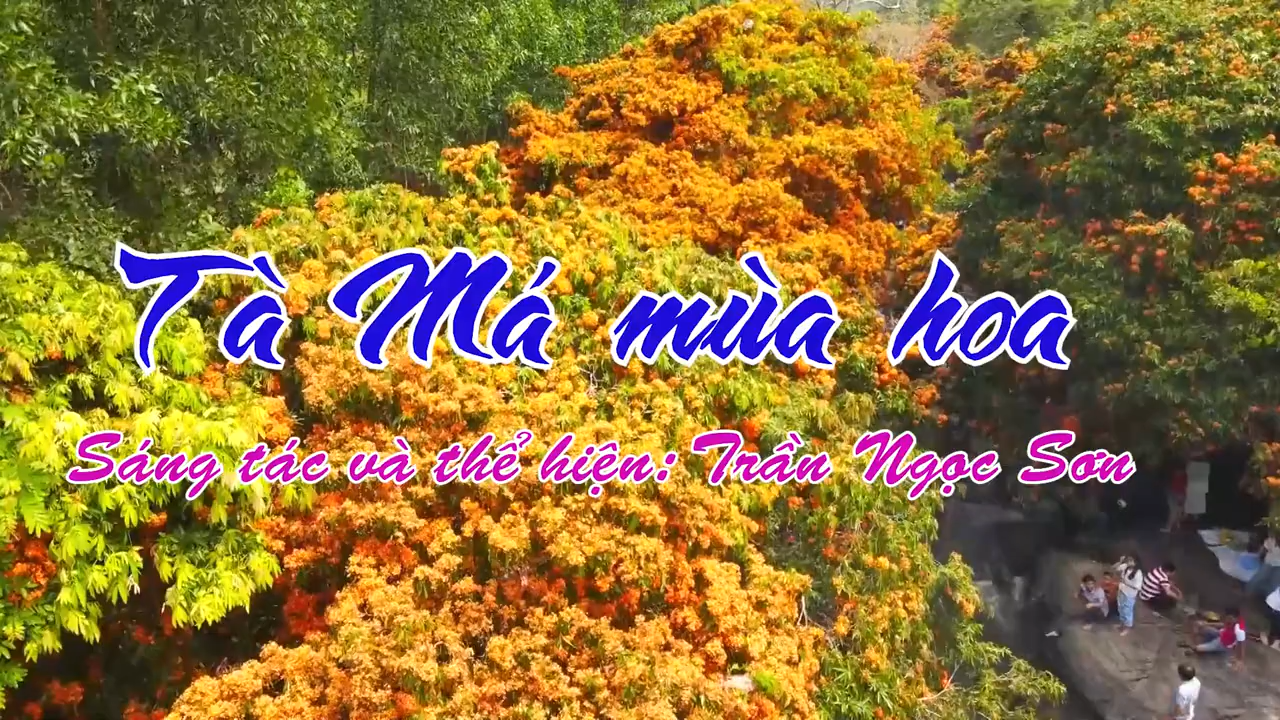 Tà Má mùa hoa
Sáng tác và thể hiện: Trần Ngọc Sơn